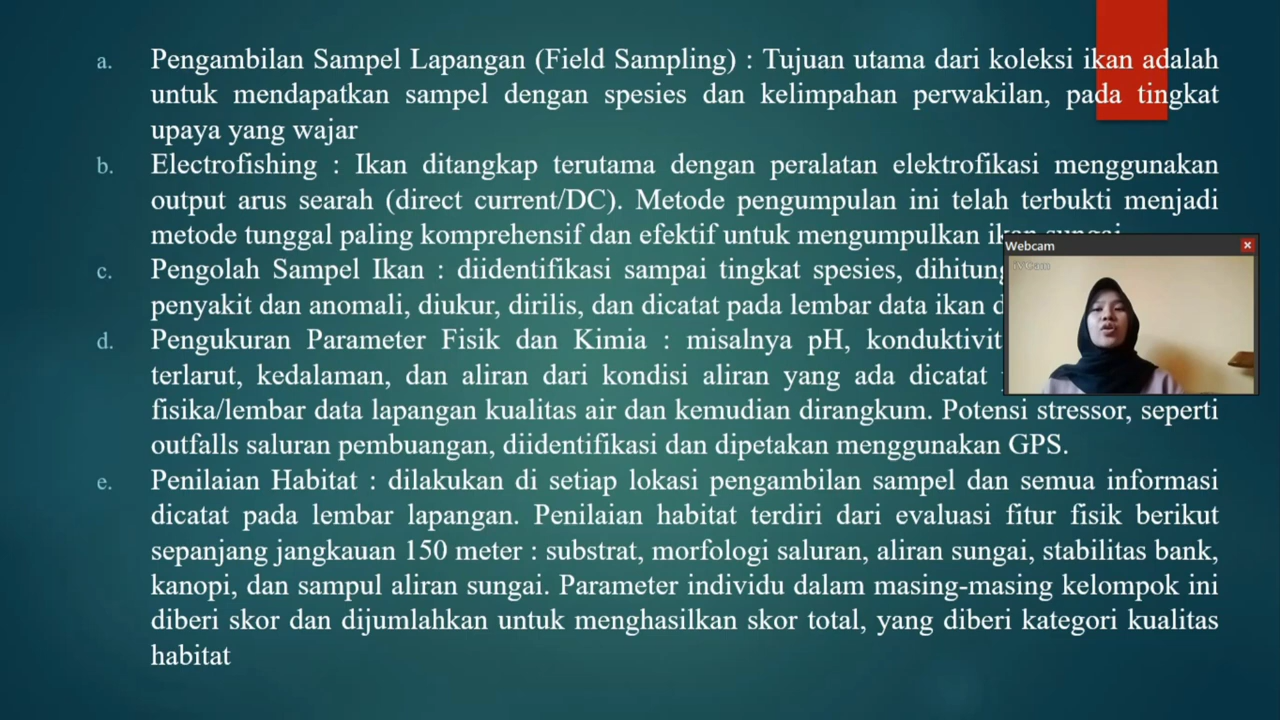 a. Pengambilan Sampel Lapangan (Field Sampling) : Tujuan utama dari koleksi ikan adalah
untuk mendapatkan sampel dengan spesies dan kelimpahan perwakilan, pada tingkat
upaya yang wajar
b. Electrofishing : Ikan ditangkap terutama dengan peralatan elektrofikasi menggunakan
output arus searah (direct current/DC). Metode pengumpulan ini telah terbukti menjadi
metode tunggal paling komprehensif dan efektif untuk mengumpulkan ikan sungai
Webcam
c. Pengolah Sampel Ikan : diidentifikasi sampai tingkat spesies, dihitung
penyakit dan anomali, diukur, dirilis, dan dicatat pada lembar data ikan
d. Pengukuran Parameter Fisik dan Kimia : misalnya pH,
terlarut, kedalaman, dan aliran dari kondisi aliran yang ada dicatat
fisika/lembar data lapangan kualitas air dan kemudian dirangkum. Potensi stressor, seperti
outfalls saluran pembuangan, diidentifikasi dan dipetakan menggunakan GPS.
e. Penilaian Habitat : dilakukan di setiap lokasi pengambilan sampel dan semua informasi
dicatat pada lembar lapangan. Penilaian habitat terdiri dari evaluasi fitur fisik berikut
sepanjang jangkauan 150 meter : substrat, morfologi saluran, aliran sungai, stabilitas bank,
kanopi, dan sampul aliran sungai. Parameter individu dalam masing-masing kelompok ini
diberi skor dan dijumlahkan untuk menghasilkan skor total, yang diberi kategori kualitas
habitat